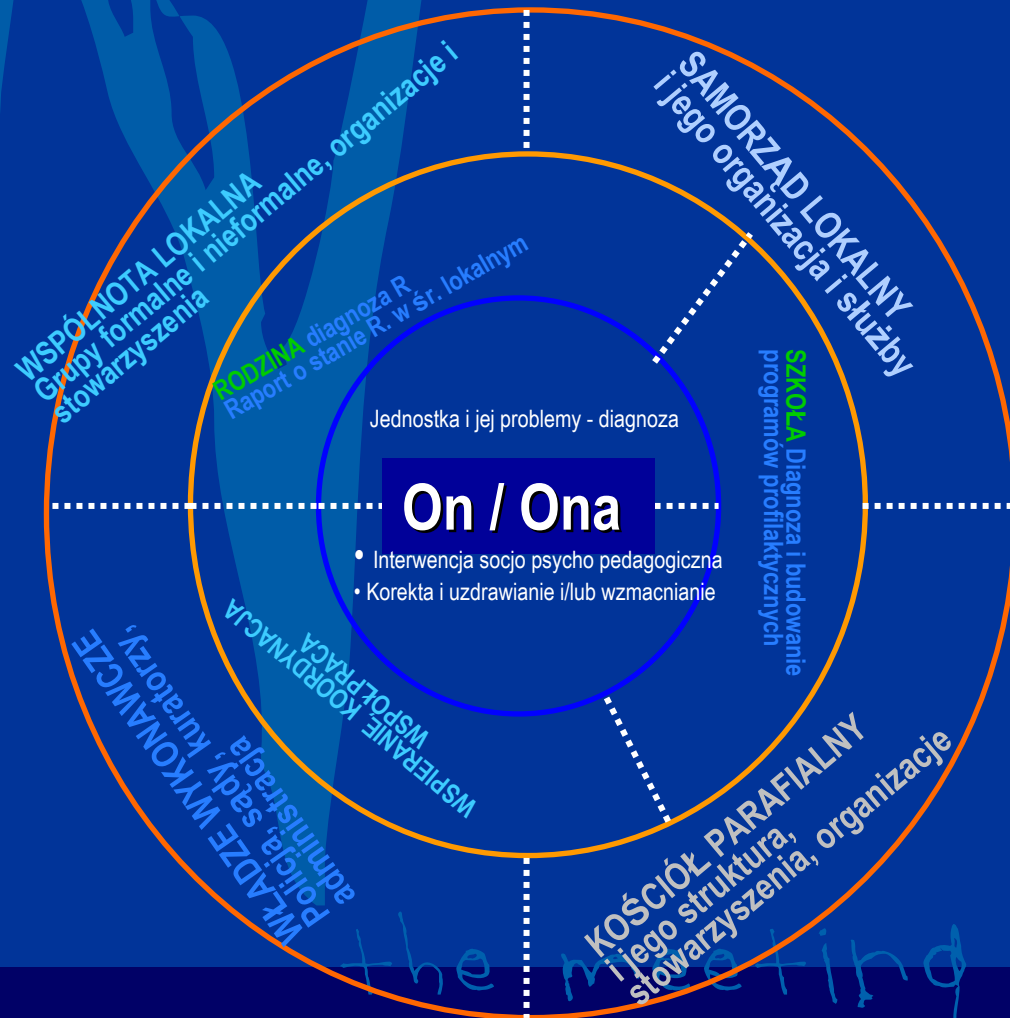 WSPÓLNOTA LOKALNA
Grupy formalne i nieformalne, organizacje i
stowarzyszenia
SAMORZĄD LOKALNY
i jego organizacja i służby
RODZINA diagnoza R
Raport o stanie R. w śr. lokalnym
SZKOŁA Diagnoza i budowanie
programów profilaktycznych
Jednostka i jej problemy - diagnoza
On / Ona
• Interwencja socjo psycho pedagogiczna
• Korekta i uzdrawianie i/lub wzmacnianie
WSPIERANIE, KOORDYNACJA
WSPÓŁPRACA
WŁADZE WYKONAWCZE
Policja, sądy, kuratorzy,
administracja
KOŚCIÓŁ PARAFIALNY
i jego struktura,
stowarzyszenia, organizacje
the meeting